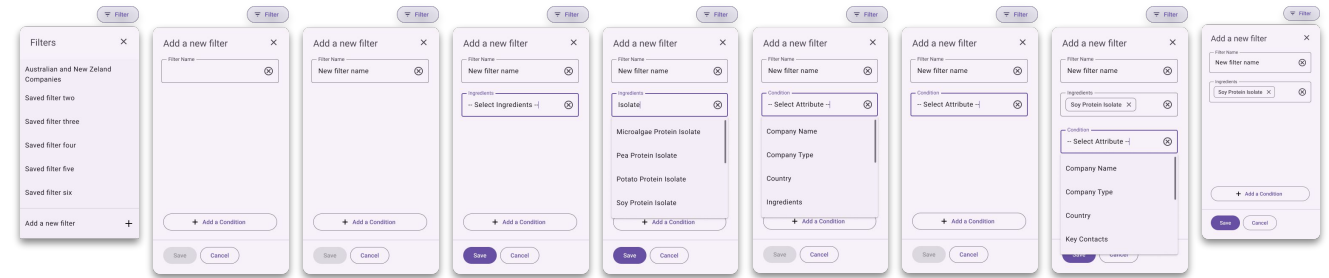 Filter
Filters
Australian and New Zeland
Companies
Saved filter two
Saved filter three
Saved filter four
Saved filter five
Saved filter six
Add a new filter
Filter
Add a new filter
Filter Name
Add a Condition
Save
Cancel
Filter
Add a new filter
Filter Name
New filter name
Add a Condition
Save
Cancel
Filter
Add a new filter
Filter Name
New filter name
Ingredients
-- Select Ingredients --
Add a Condition
Save
Cancel
Filter
Add a new filter
Filter Name
New filter name
Ingredients
Isolate
Microalgae Protein Isolate
Pea Protein Isolate
Potato Protein Isolate
Soy Protein Isolate
Add a Condition
Save
Cancel
Filter
Add a new filter
Filter Name
New filter name
Condition
-- Select Attribute --
Company Name
Company Type
Country
Ingredients
Add a Condition
Save
Cancel
Filter
Add a new filter
Filter Name
New filter name
Condition
-- Select Attribute --
Add a Condition
Save
Cancel
Filter
Add a new filter
Filter Name
New filter name
Ingredients
Soy Protein Isolate
Condition
-- Select Attribute --
Company Name
Company Type
Country
Key Contacts
Save
Cancel
Filter
Add a new filter
Filter Name
New filter name
Ingredients
Soy Protein Isolate
Add a Condition
Save
Cancel